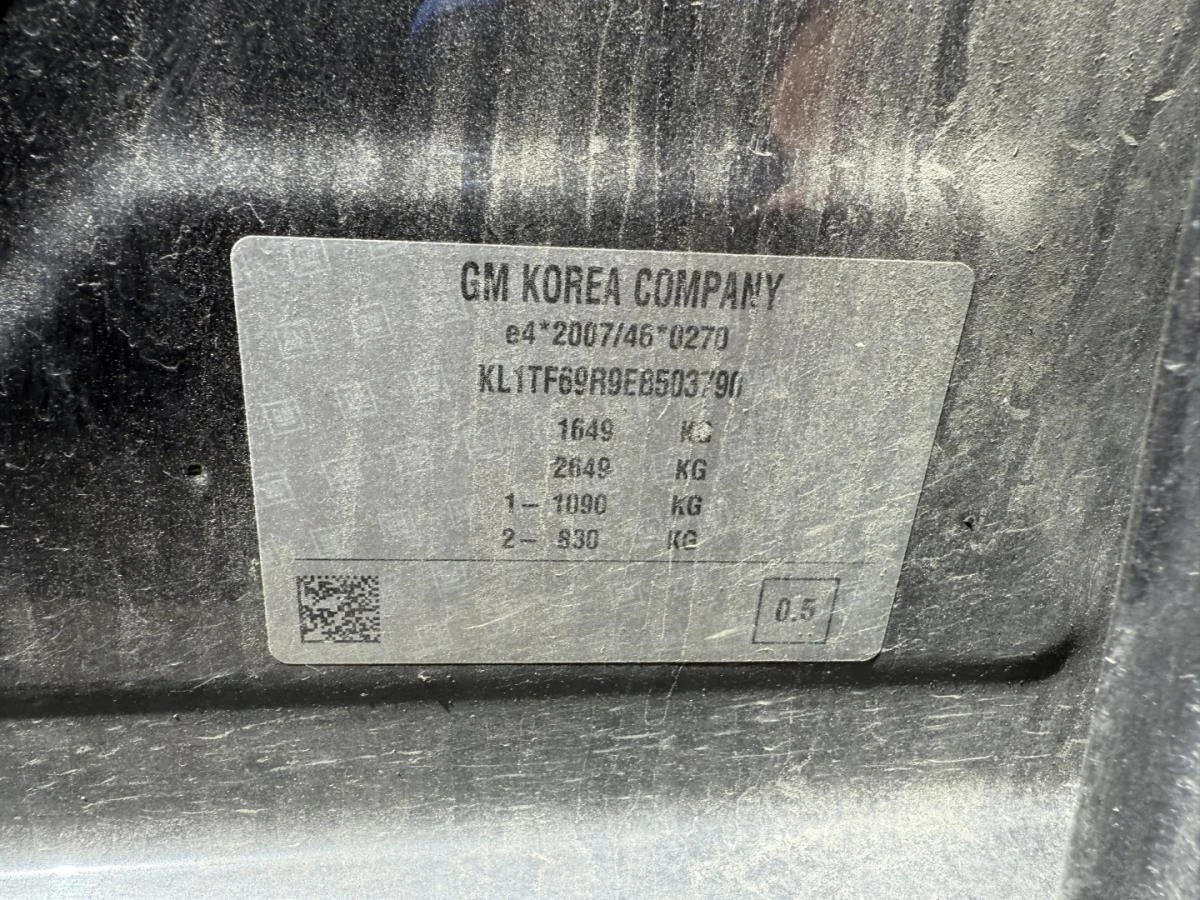 GM KOREA COMPANY
e4*2007/46*0270
KL1TF69R9EB503790
1649 KG
2649 KG
1– 1090 KG
2– 830 KG
0.5